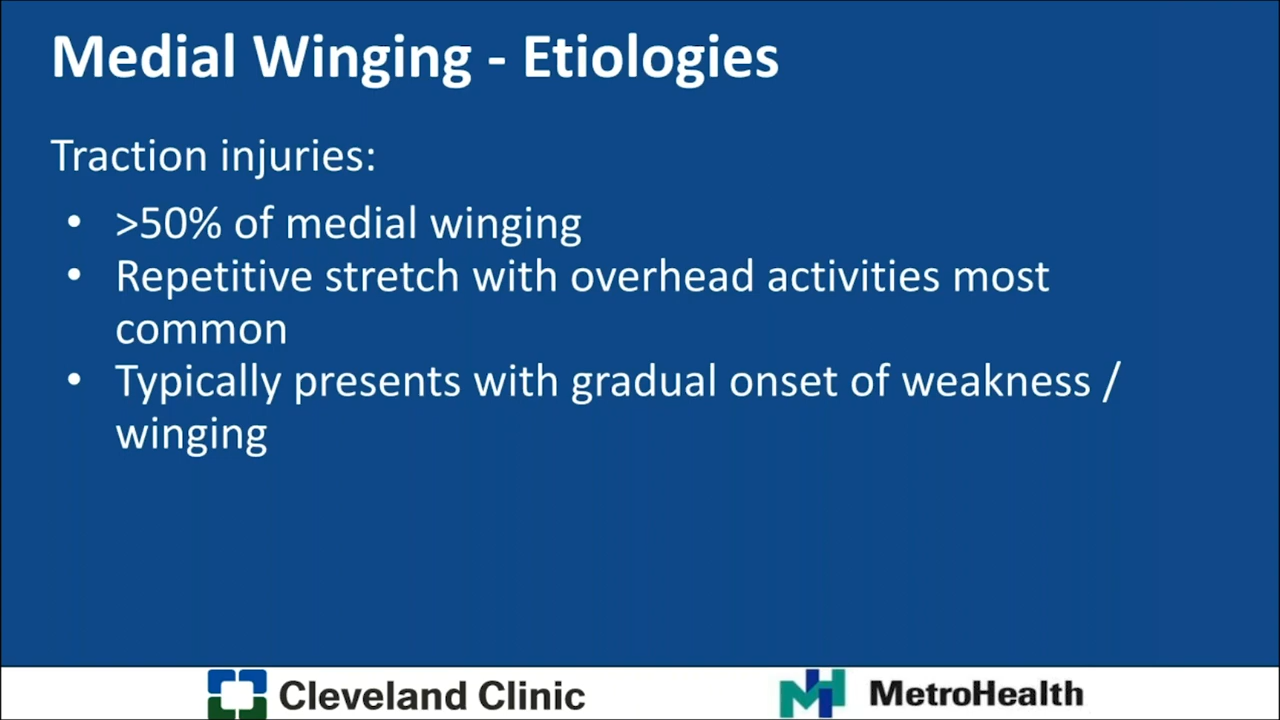 Medial Winging - Etiologies
Traction injuries:
• >50% of medial winging
• Repetitive stretch with overhead activities most
common
• Typically presents with gradual onset of weakness /
winging
Cleveland Clinic
MetroHealth